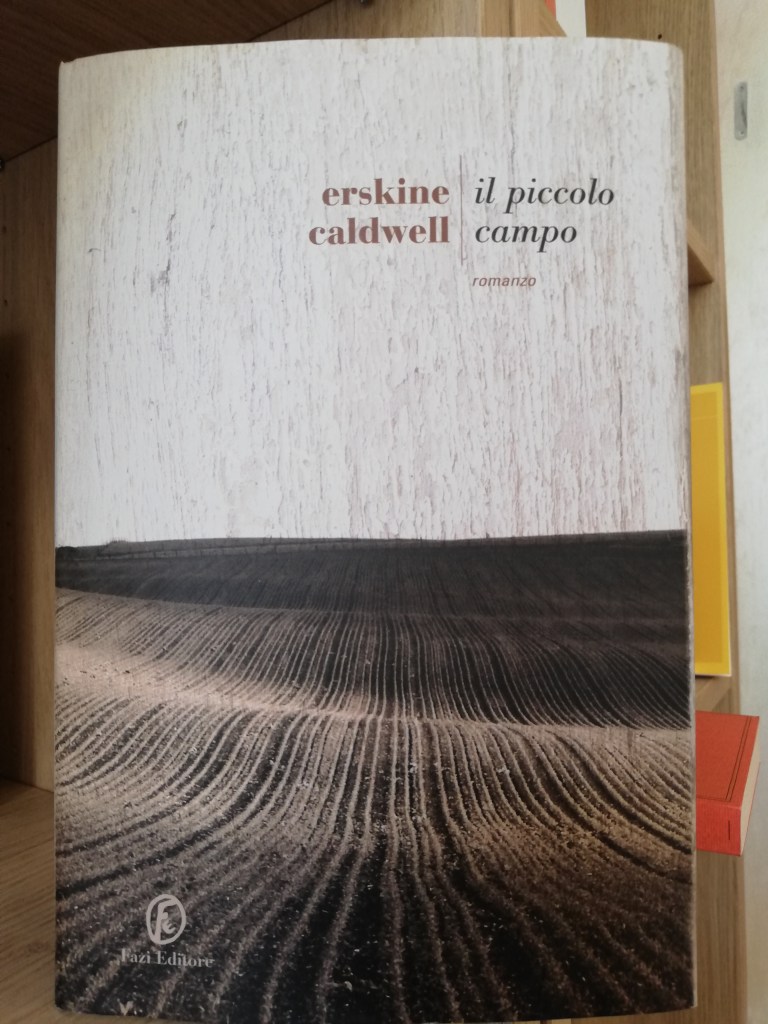 erskine
caldwell
il piccolo
campo
romanzo
Fazi Editore